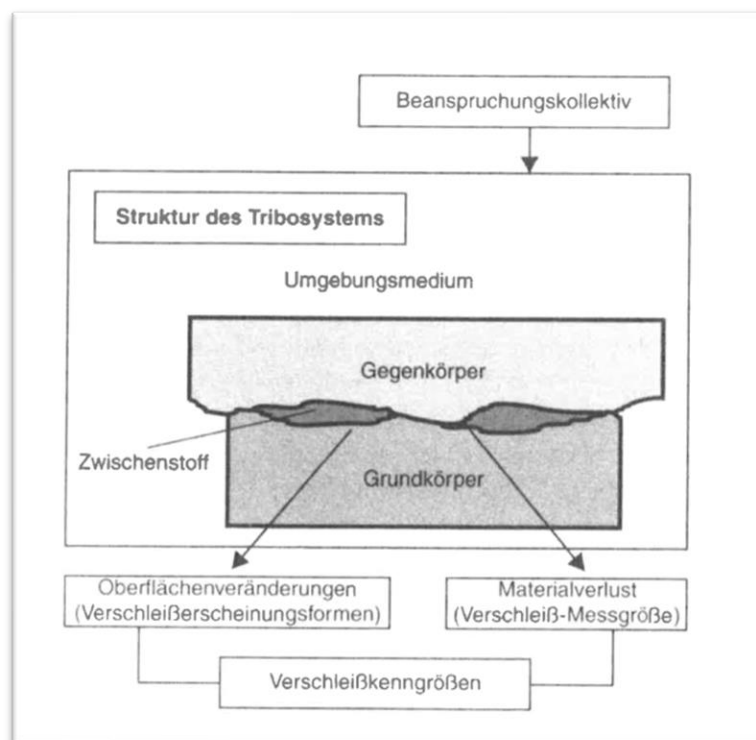 Beanspruchungskollektiv
Struktur des Tribosystems
Umgebungsmedium
Gegenkörper
Zwischenstoff
Grundkörper
Oberflächenveränderungen
(Verschleißerscheinungsformen)
Materialverlust
(Verschleiß-Messgröße)
Verschleißkenngrößen